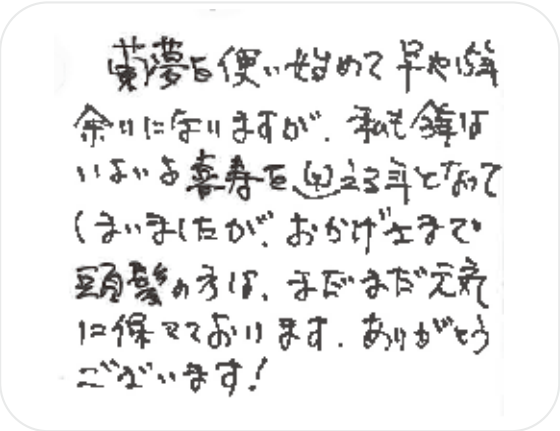 蘭夢を使い始めて早や15年
余りになりますが、私も今年は
いよいよ喜寿を迎える年となって
しまいましたが、おかげさまで
頭髪の方は、まだまだ元気
に保てております。ありがとう
ございます!